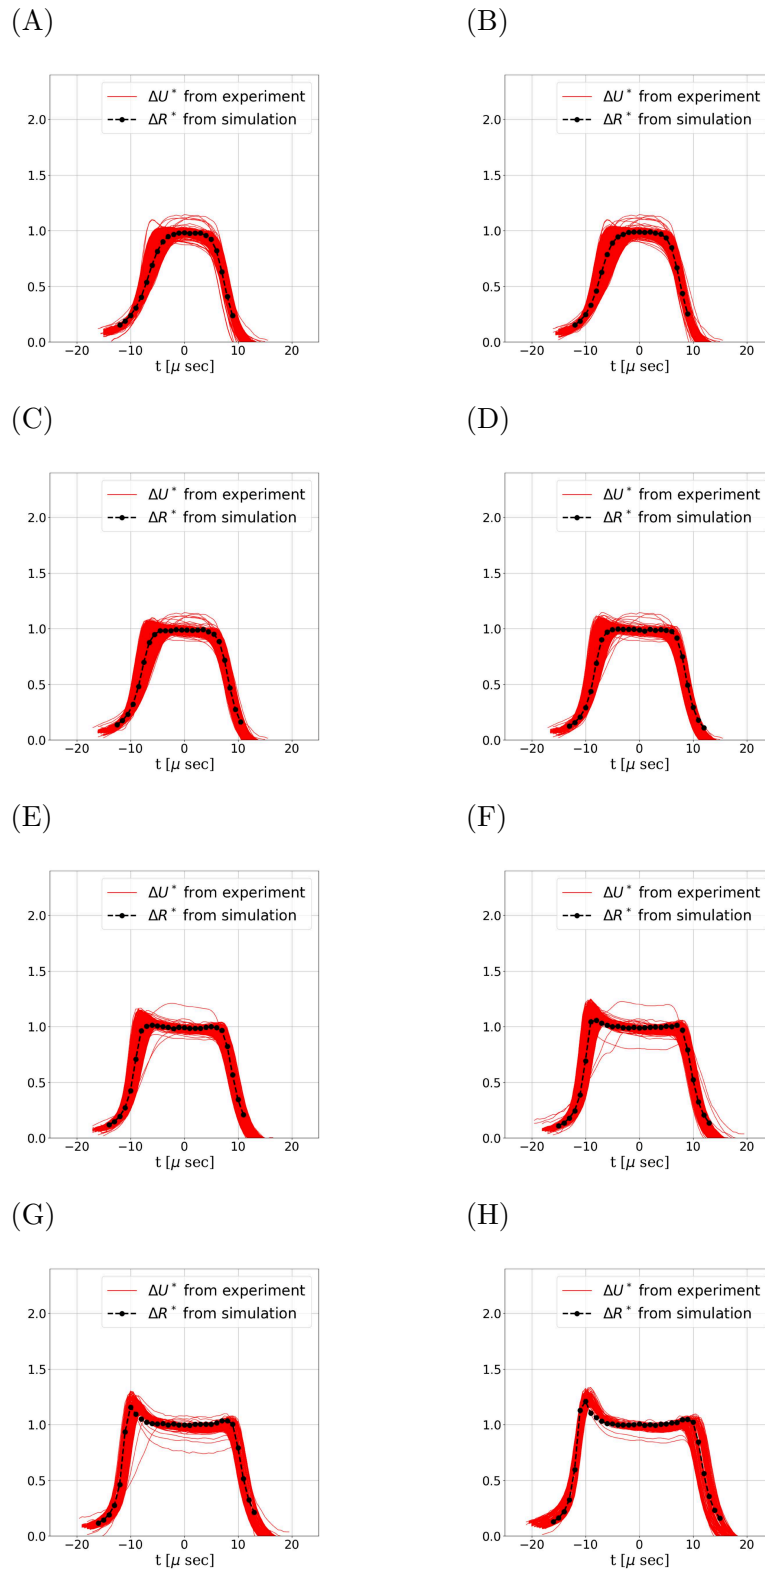 (A)
(B)
ΔU* from experiment
ΔR* from simulation
2.0
1.5
1.0
0.5
0.0
−20 −10 0 10 20
t [μ sec]
ΔU* from experiment
ΔR* from simulation
2.0
1.5
1.0
0.5
0.0
−20 −10 0 10 20
t [μ sec]
(C)
(D)
ΔU* from experiment
ΔR* from simulation
2.0
1.5
1.0
0.5
0.0
−20 −10 0 10 20
t [μ sec]
ΔU* from experiment
ΔR* from simulation
2.0
1.5
1.0
0.5
0.0
−20 −10 0 10 20
t [μ sec]
(E)
(F)
ΔU* from experiment
ΔR* from simulation
2.0
1.5
1.0
0.5
0.0
−20 −10 0 10 20
t [μ sec]
ΔU* from experiment
ΔR* from simulation
2.0
1.5
1.0
0.5
0.0
−20 −10 0 10 20
t [μ sec]
(G)
(H)
ΔU* from experiment
ΔR* from simulation
2.0
1.5
1.0
0.5
0.0
−20 −10 0 10 20
t [μ sec]
ΔU* from experiment
ΔR* from simulation
2.0
1.5
1.0
0.5
0.0
−20 −10 0 10 20
t [μ sec]